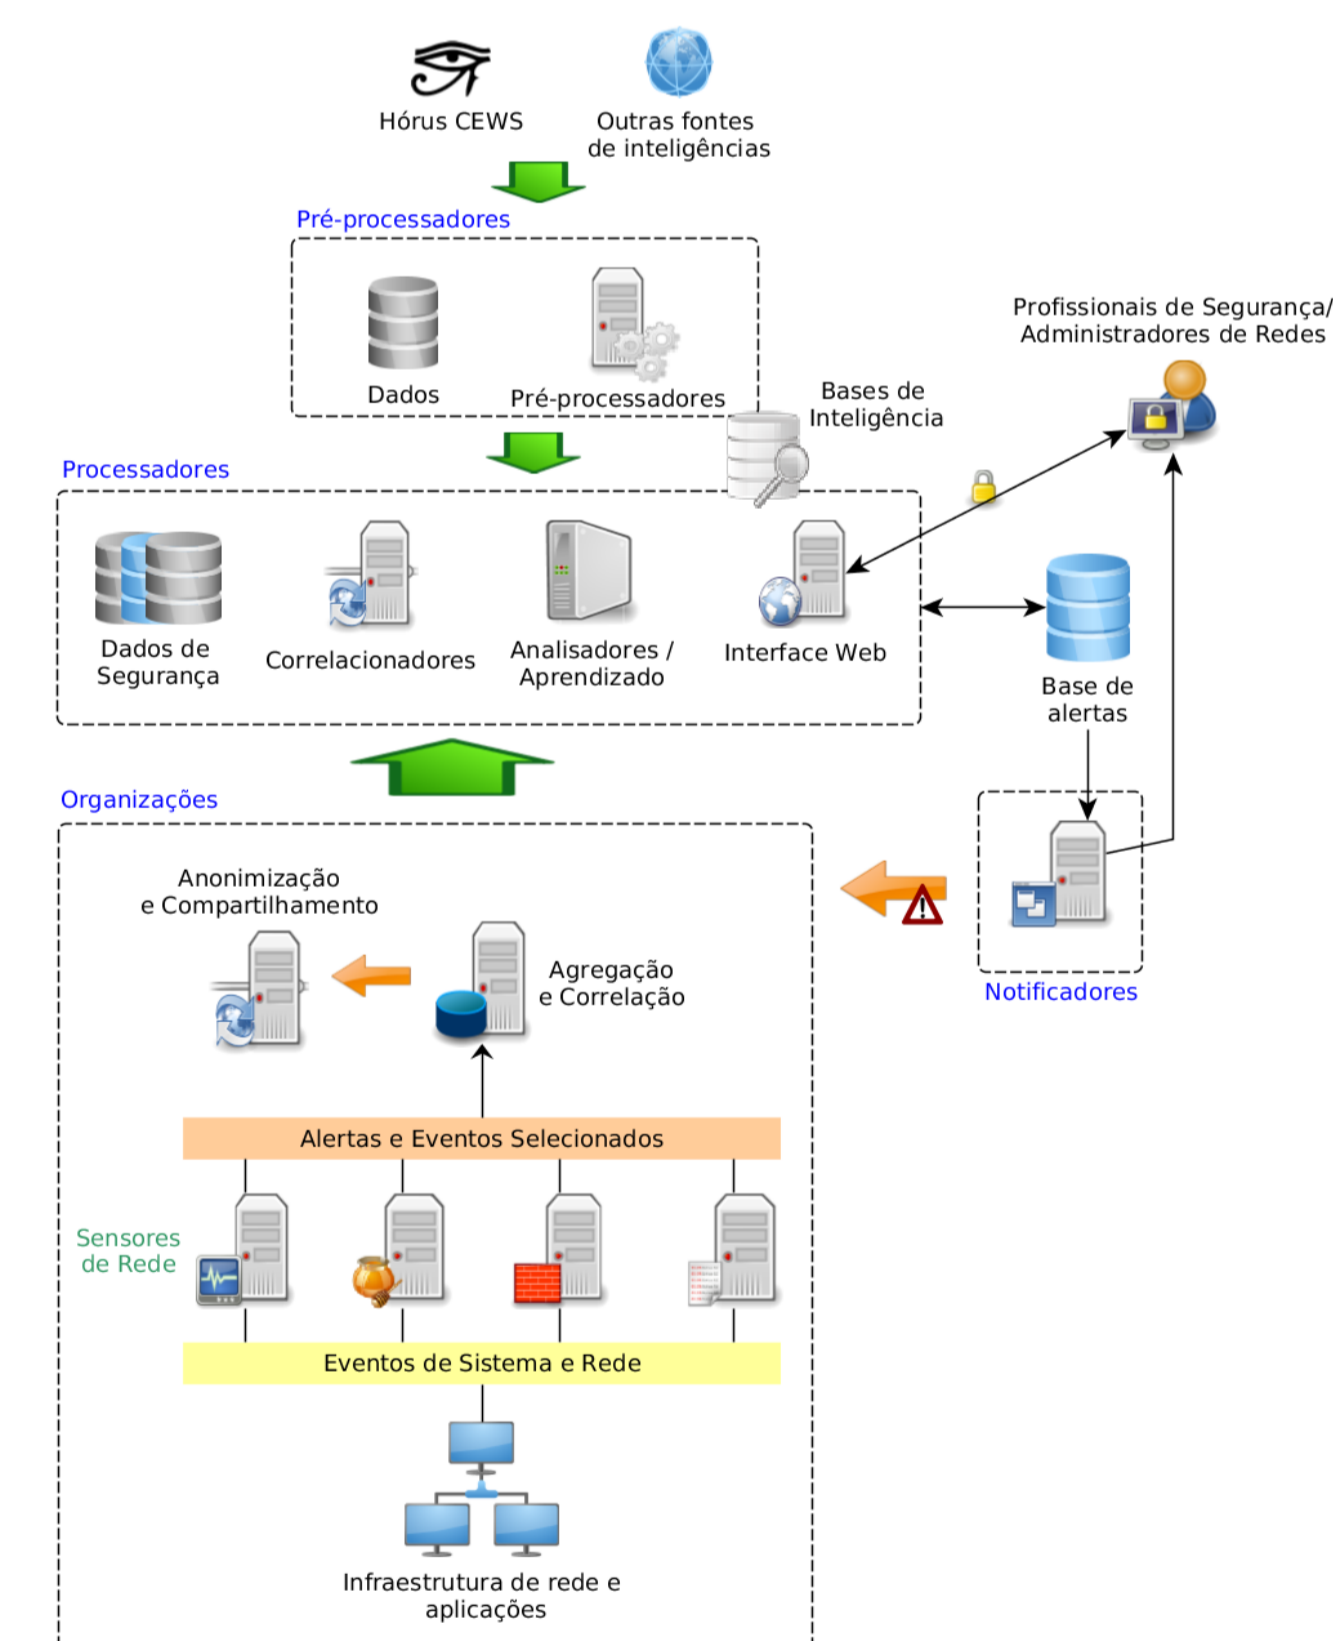 Hórus CEWS
Outras fontes
de inteligências
Pré-processadores
Dados
Pré-processadores
Bases de
Inteligência
Profissionais de Segurança/
Administradores de Redes
Processadores
Dados de
Segurança
Correlacionadores
Analisadores /
Aprendizado
Interface Web
Base de
alertas
Organizações
Anonimização
e Compartilhamento
Agregação
e Correlação
Notificadores
Alertas e Eventos Selecionados
Sensores
de Rede
Eventos de Sistema e Rede
Infraestrutura de rede e
aplicações